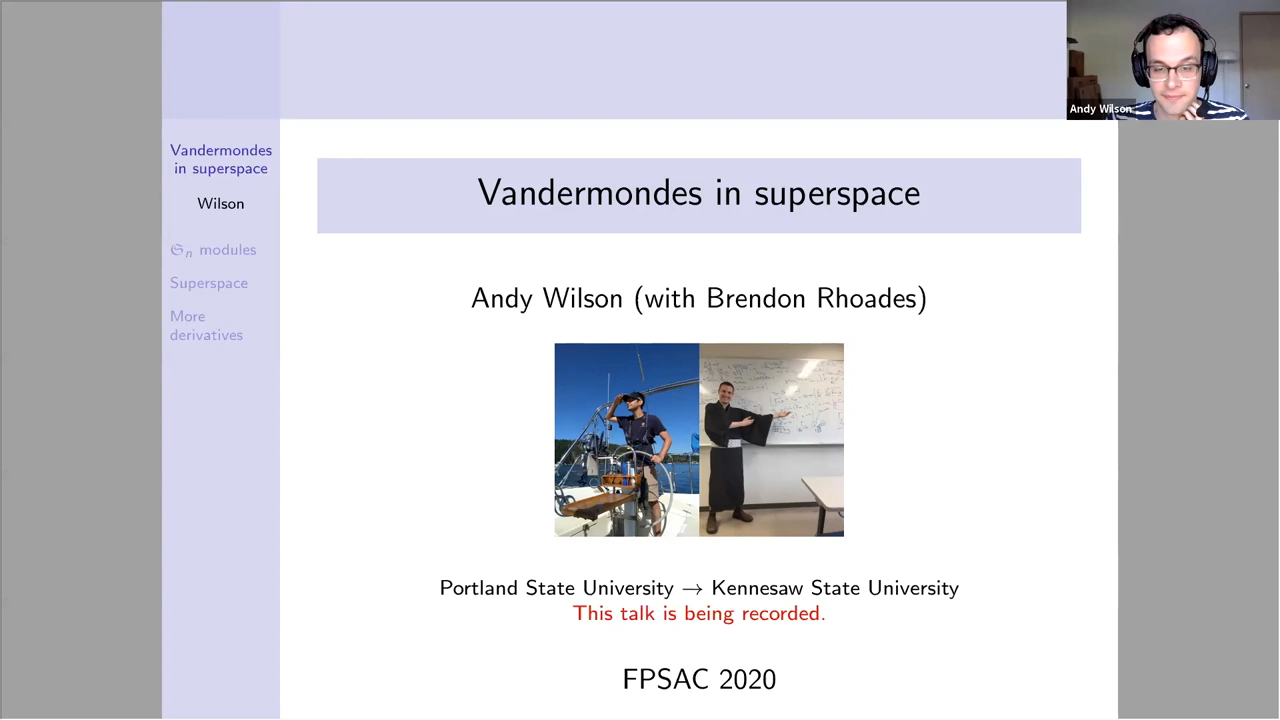 Andy Wilson
Vandermondes
in superspace
Wilson
𝔖n modules
Superspace
More
derivatives
Vandermondes in superspace
Andy Wilson (with Brendon Rhoades)
Portland State University → Kennesaw State University
This talk is being recorded.
FPSAC 2020